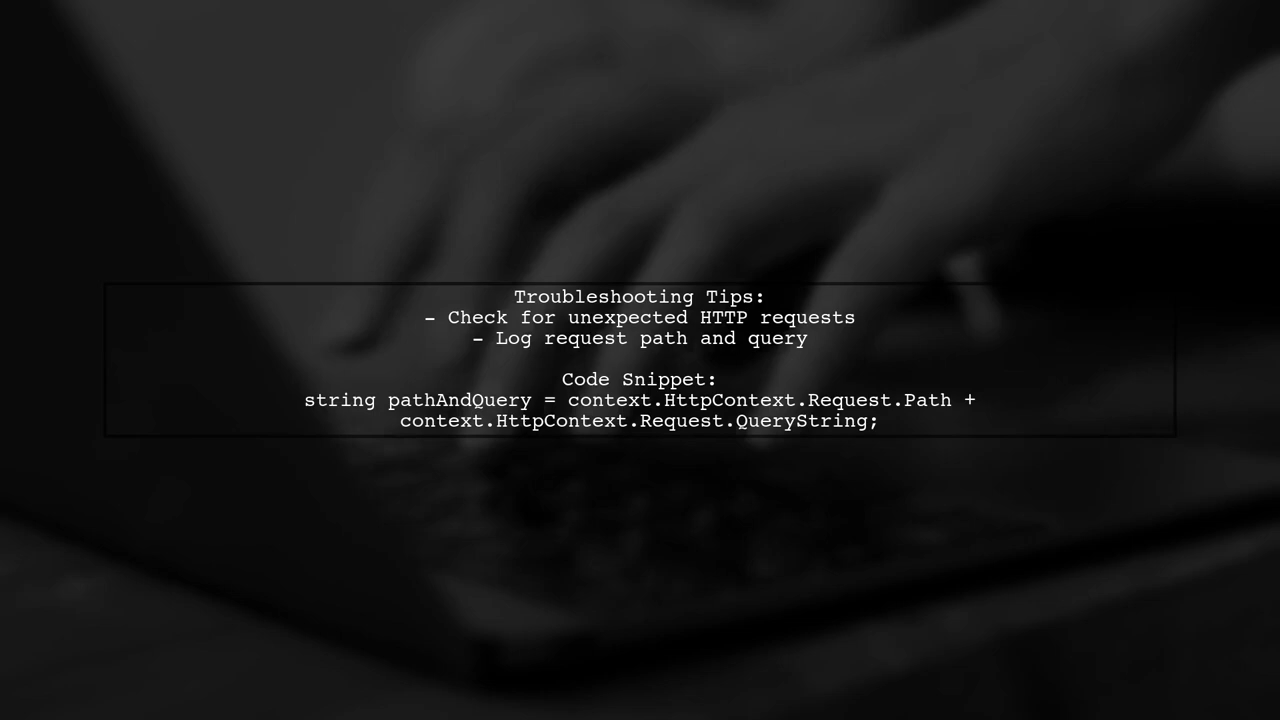 Troubleshooting Tips:
- Check for unexpected HTTP requests
- Log request path and query
Code Snippet:
string pathAndQuery = context.HttpContext.Request.Path +
context.HttpContext.Request.QueryString;